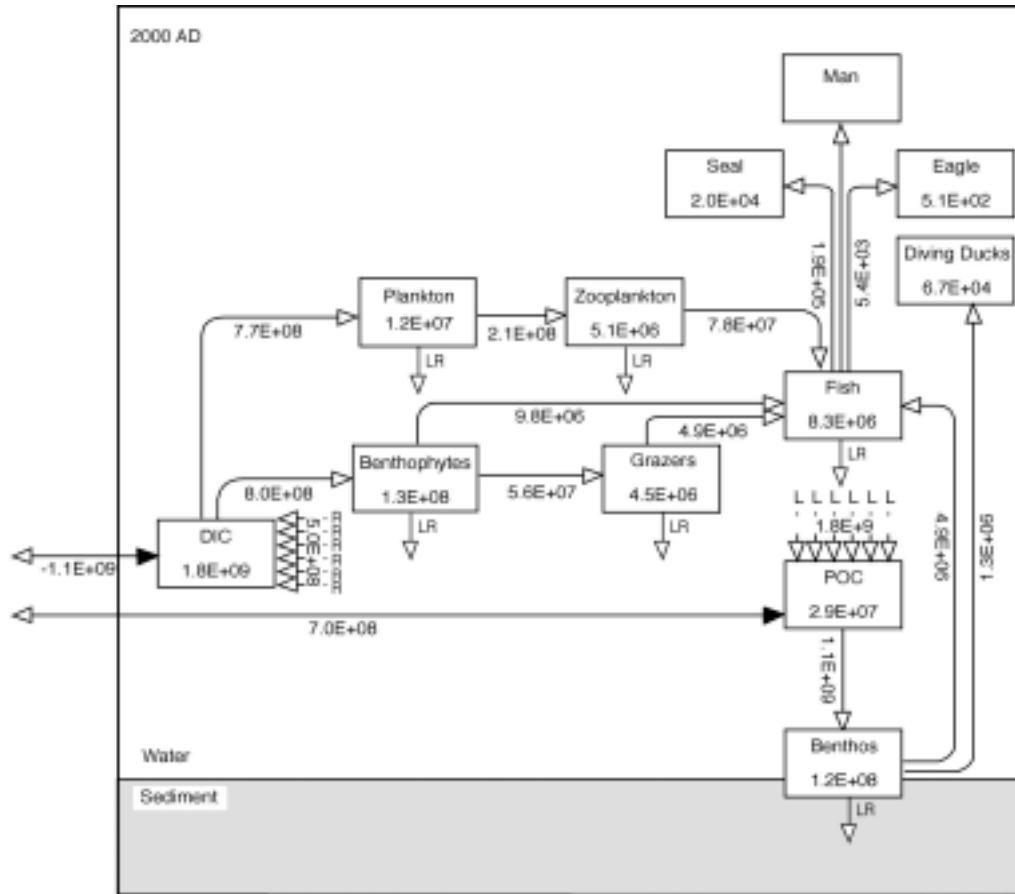 2000 AD
Man
Seal
2.0E+04
Eagle
5.1E+02
Diving Ducks
6.7E+04
1.9E+05
5.4E+03
Plankton
1.2E+07
Zooplankton
5.1E+06
7.7E+08
2.1E+08
7.8E+07
LR
LR
Fish
8.3E+06
9.8E+06
4.9E+06
LR
Benthophytes
1.3E+08
Grazers
4.5E+06
8.0E+08
5.6E+07
LR
LR
L L L L L L
1.8E+9
DIC
1.8E+09
5.0E+08
R R R R R R
-1.1E+09
POC
2.9E+07
7.0E+08
4.9E+06
1.3E+06
1.1E+09
Benthos
1.2E+08
LR
Water
Sediment